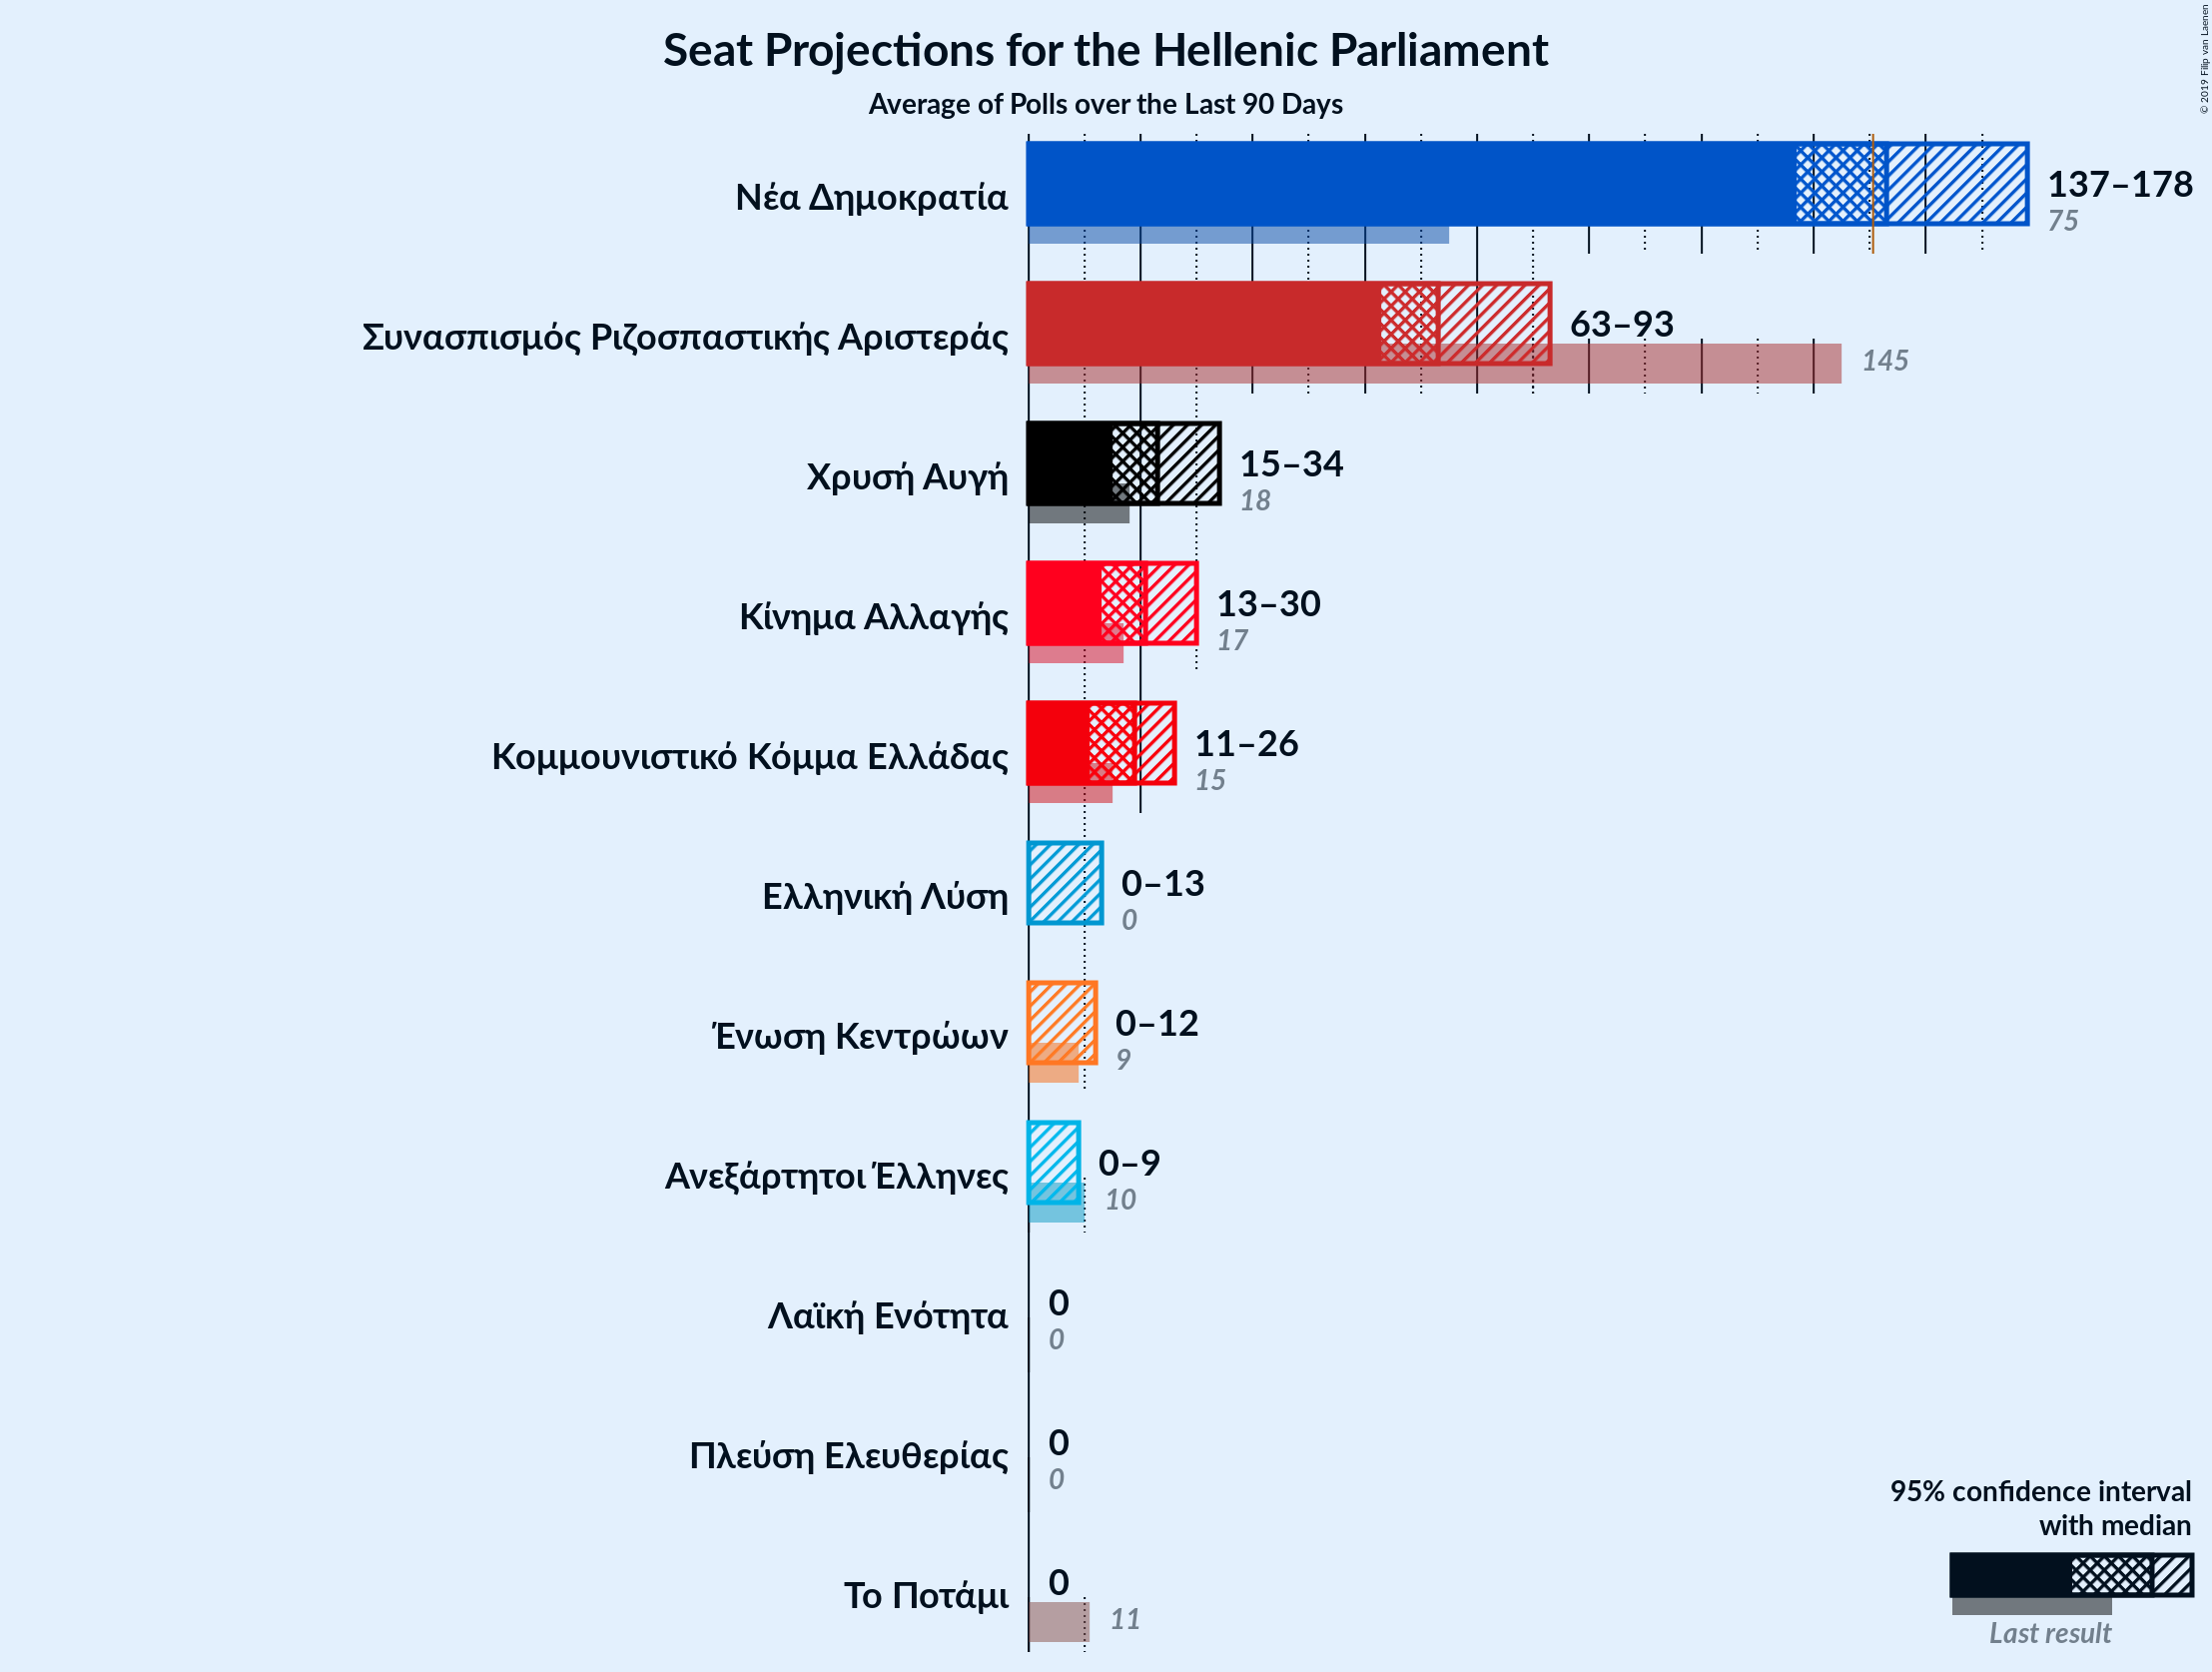 Seat Projections for the Hellenic Parliament
Average of Polls over the Last 90 Days
© 2019 Filip van Laenen
Νέα Δημοκρατία
137–178
75
Συνασπισμός Ριζοσπαστικής Αριστεράς
63–93
145
Χρυσή Αυγή
15–34
18
Κίνημα Αλλαγής
13–30
17
Κομμουνιστικό Κόμμα Ελλάδας
11–26
15
Ελληνική Λύση
0–13
0
Ένωση Κεντρώων
0–12
9
Ανεξάρτητοι Έλληνες
0–9
10
Λαϊκή Ενότητα
0
0
Πλεύση Ελευθερίας
0
0
Το Ποτάμι
0
11
95% confidence interval
with median
Last result